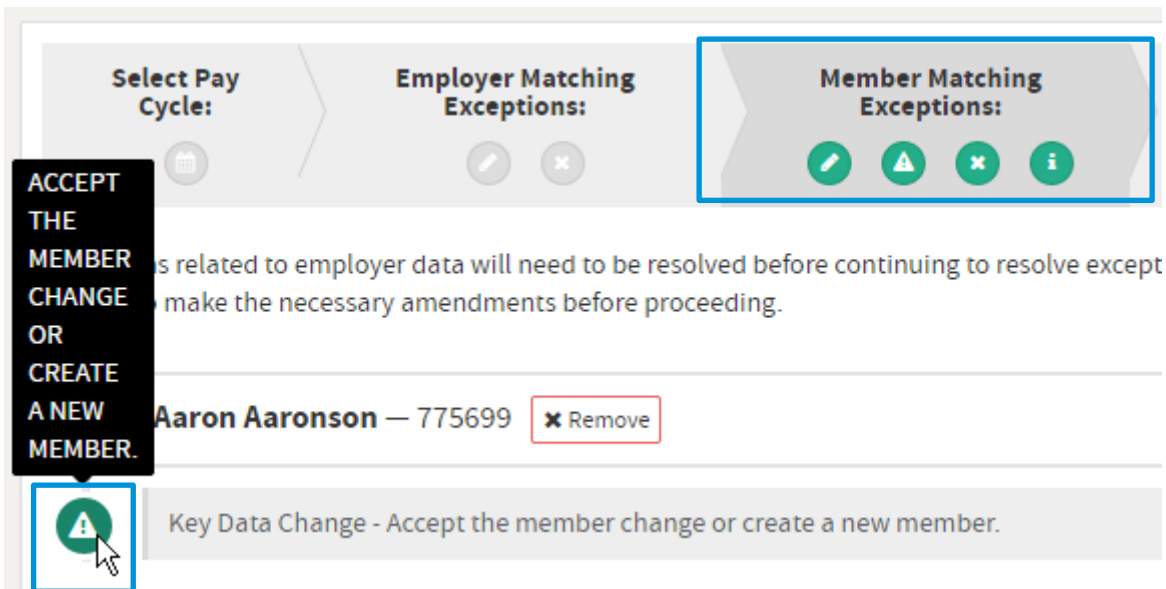 Select Pay
Cycle:
Employer Matching
Exceptions:
Member Matching
Exceptions:
ACCEPT
THE
MEMBER
CHANGE
OR
CREATE
A NEW
MEMBER.
s related to employer data will need to be resolved before continuing to resolve except
make the necessary amendments before proceeding.
Aaron Aaronson — 775699 Remove
Key Data Change - Accept the member change or create a new member.